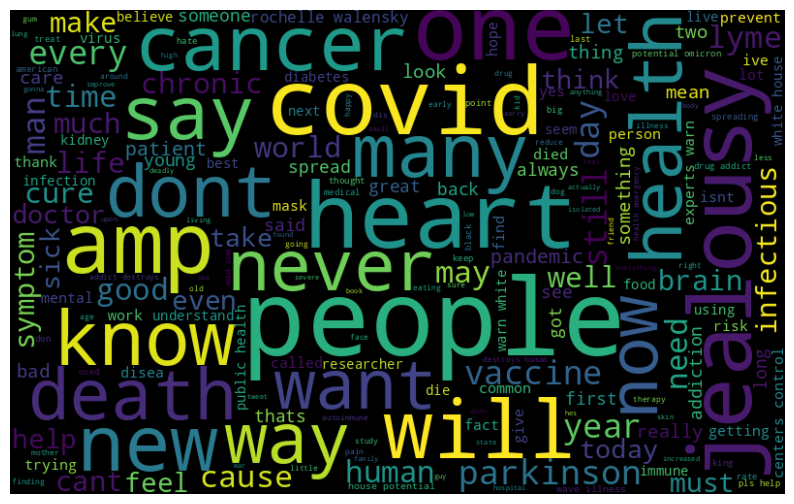 gum
believe
someone
rochelle walensky
let
live
prevent
make
virus
hate
cancer
one
hope
two
lyme
lung
treat
every
last
potential omicron
thing
ive
american
gonna
care
chronic
diabetes
look
think
drug
mean
lot
around
high
man
time
say
covid
yes
love
white house
improve
next
happy
early
point
kid
big
body
spreading
much
patient
world
day
seem
person
illness
kidney
many
health
jealousy
thank
life
young
best
spread
died
always
sorry
reduce
anything
less
deadly
infection
great
back
something
isnt
drug addict
cure
dont
thought
dog
actually
still
experts warn
infectious
doctor
medical
mask
heart
isolated
upon
living
take
said
pandemic
find
symptom
sick
amp
never
may
well
brain
health emergency
friend
good
addict destroys
found
going
black
low
keep
see
food
right
everything
mental
even
old
severe
book
eating
sure
warn white
got
using
risk
know
people
now
need
addiction
long
age
work
understand
don
public health
face
bad
disea
called
researcher
destroys human
common
vaccine
used
tweet
die
first
therapy
getting
centers control
death
want
autoimmune
thats
fact
give
hes
skin
help
new
way
will
year
really
study
state
trying
pain
family
guy
today
immune
king
rate
mother
war
little
human
parkinson
must
increased
pls help
finding
cant
feel
cause
house potential
hospital
wave illness